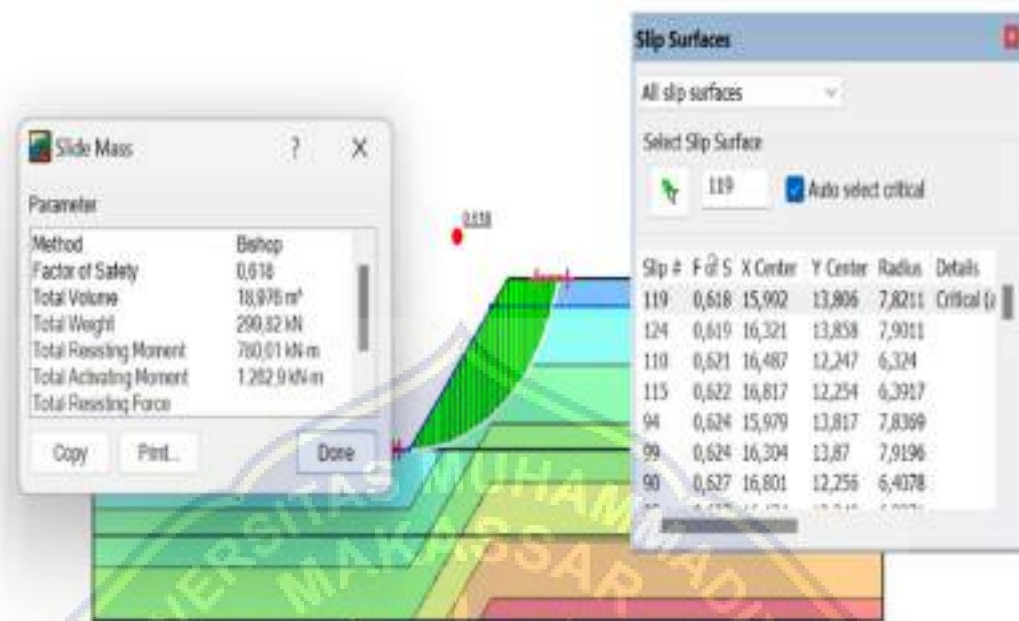 Slide Mass ? X
Parameter
Method Bishop
Factor of Safety 0,618
Total Volume 18,976 m³
Total Weight 299,82 kN
Total Resisting Moment 780,01 kN-m
Total Activating Moment 1.262,9 kN-m
Total Resisting Force
Copy Print... Done
0,618
Slip Surfaces
All slip surfaces
Select Slip Surface
119 Auto select critical
Slip # F of S X Center Y Center Radius Details
119 0,618 15,992 13,806 7,8211 Critical (
124 0,619 16,321 13,858 7,9011
110 0,621 16,487 12,247 6,324
115 0,622 16,817 12,254 6,3917
94 0,624 15,979 13,817 7,8369
99 0,624 16,304 13,87 7,9196
90 0,627 16,801 12,256 6,4078
UNIVERSITAS MUHAMMADI
MAKASSAR